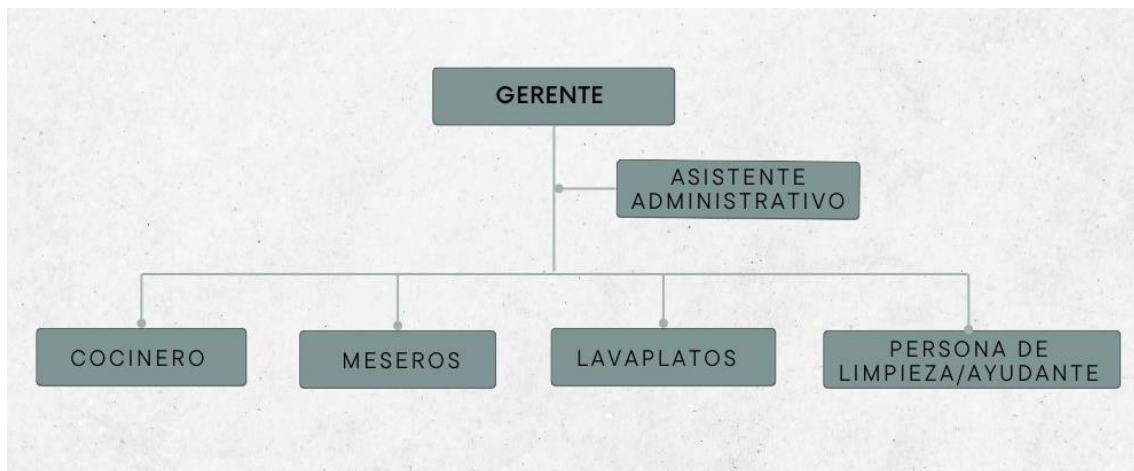 GERENTE
ASISTENTE
ADMINISTRATIVO
COCINERO
MESEROS
LAVAPLATOS
PERSONA DE
LIMPIEZA/AYUDANTE